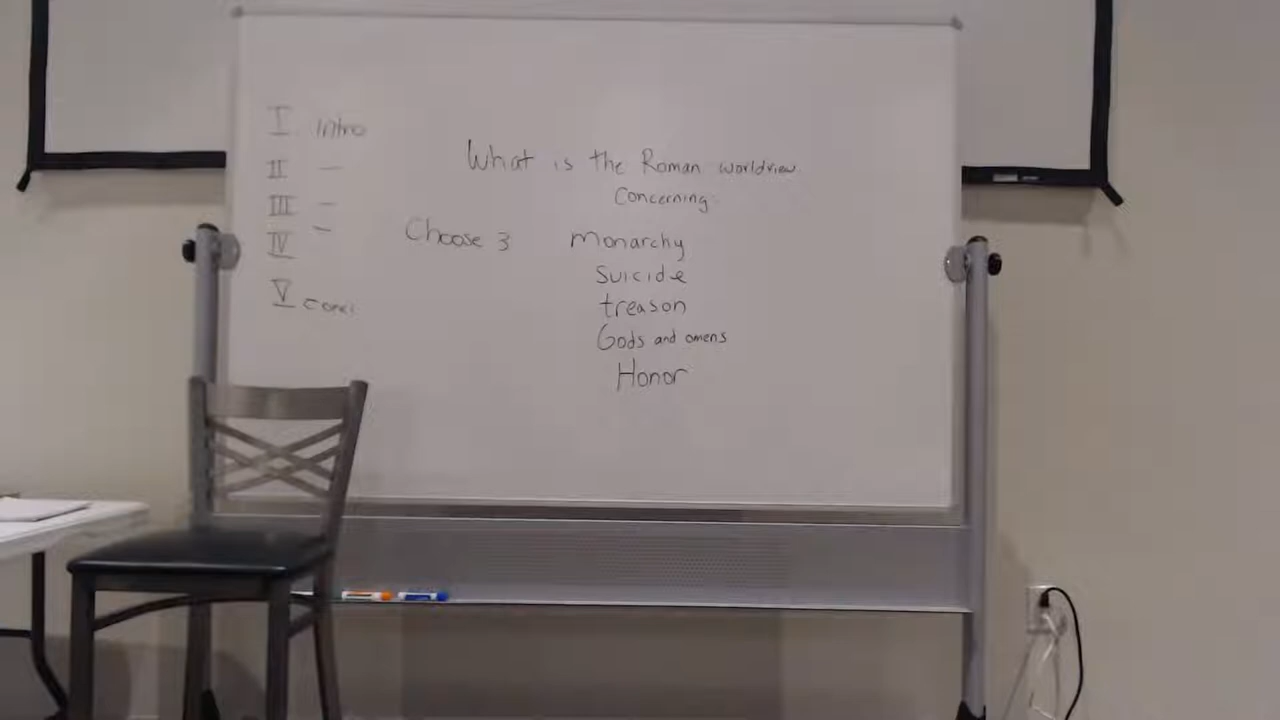 I Intro
II –
III –
IV –
V concl
What is the Roman worldview
Concerning
Choose 3
Monarchy
Suicide
treason
Gods and omens
Honor